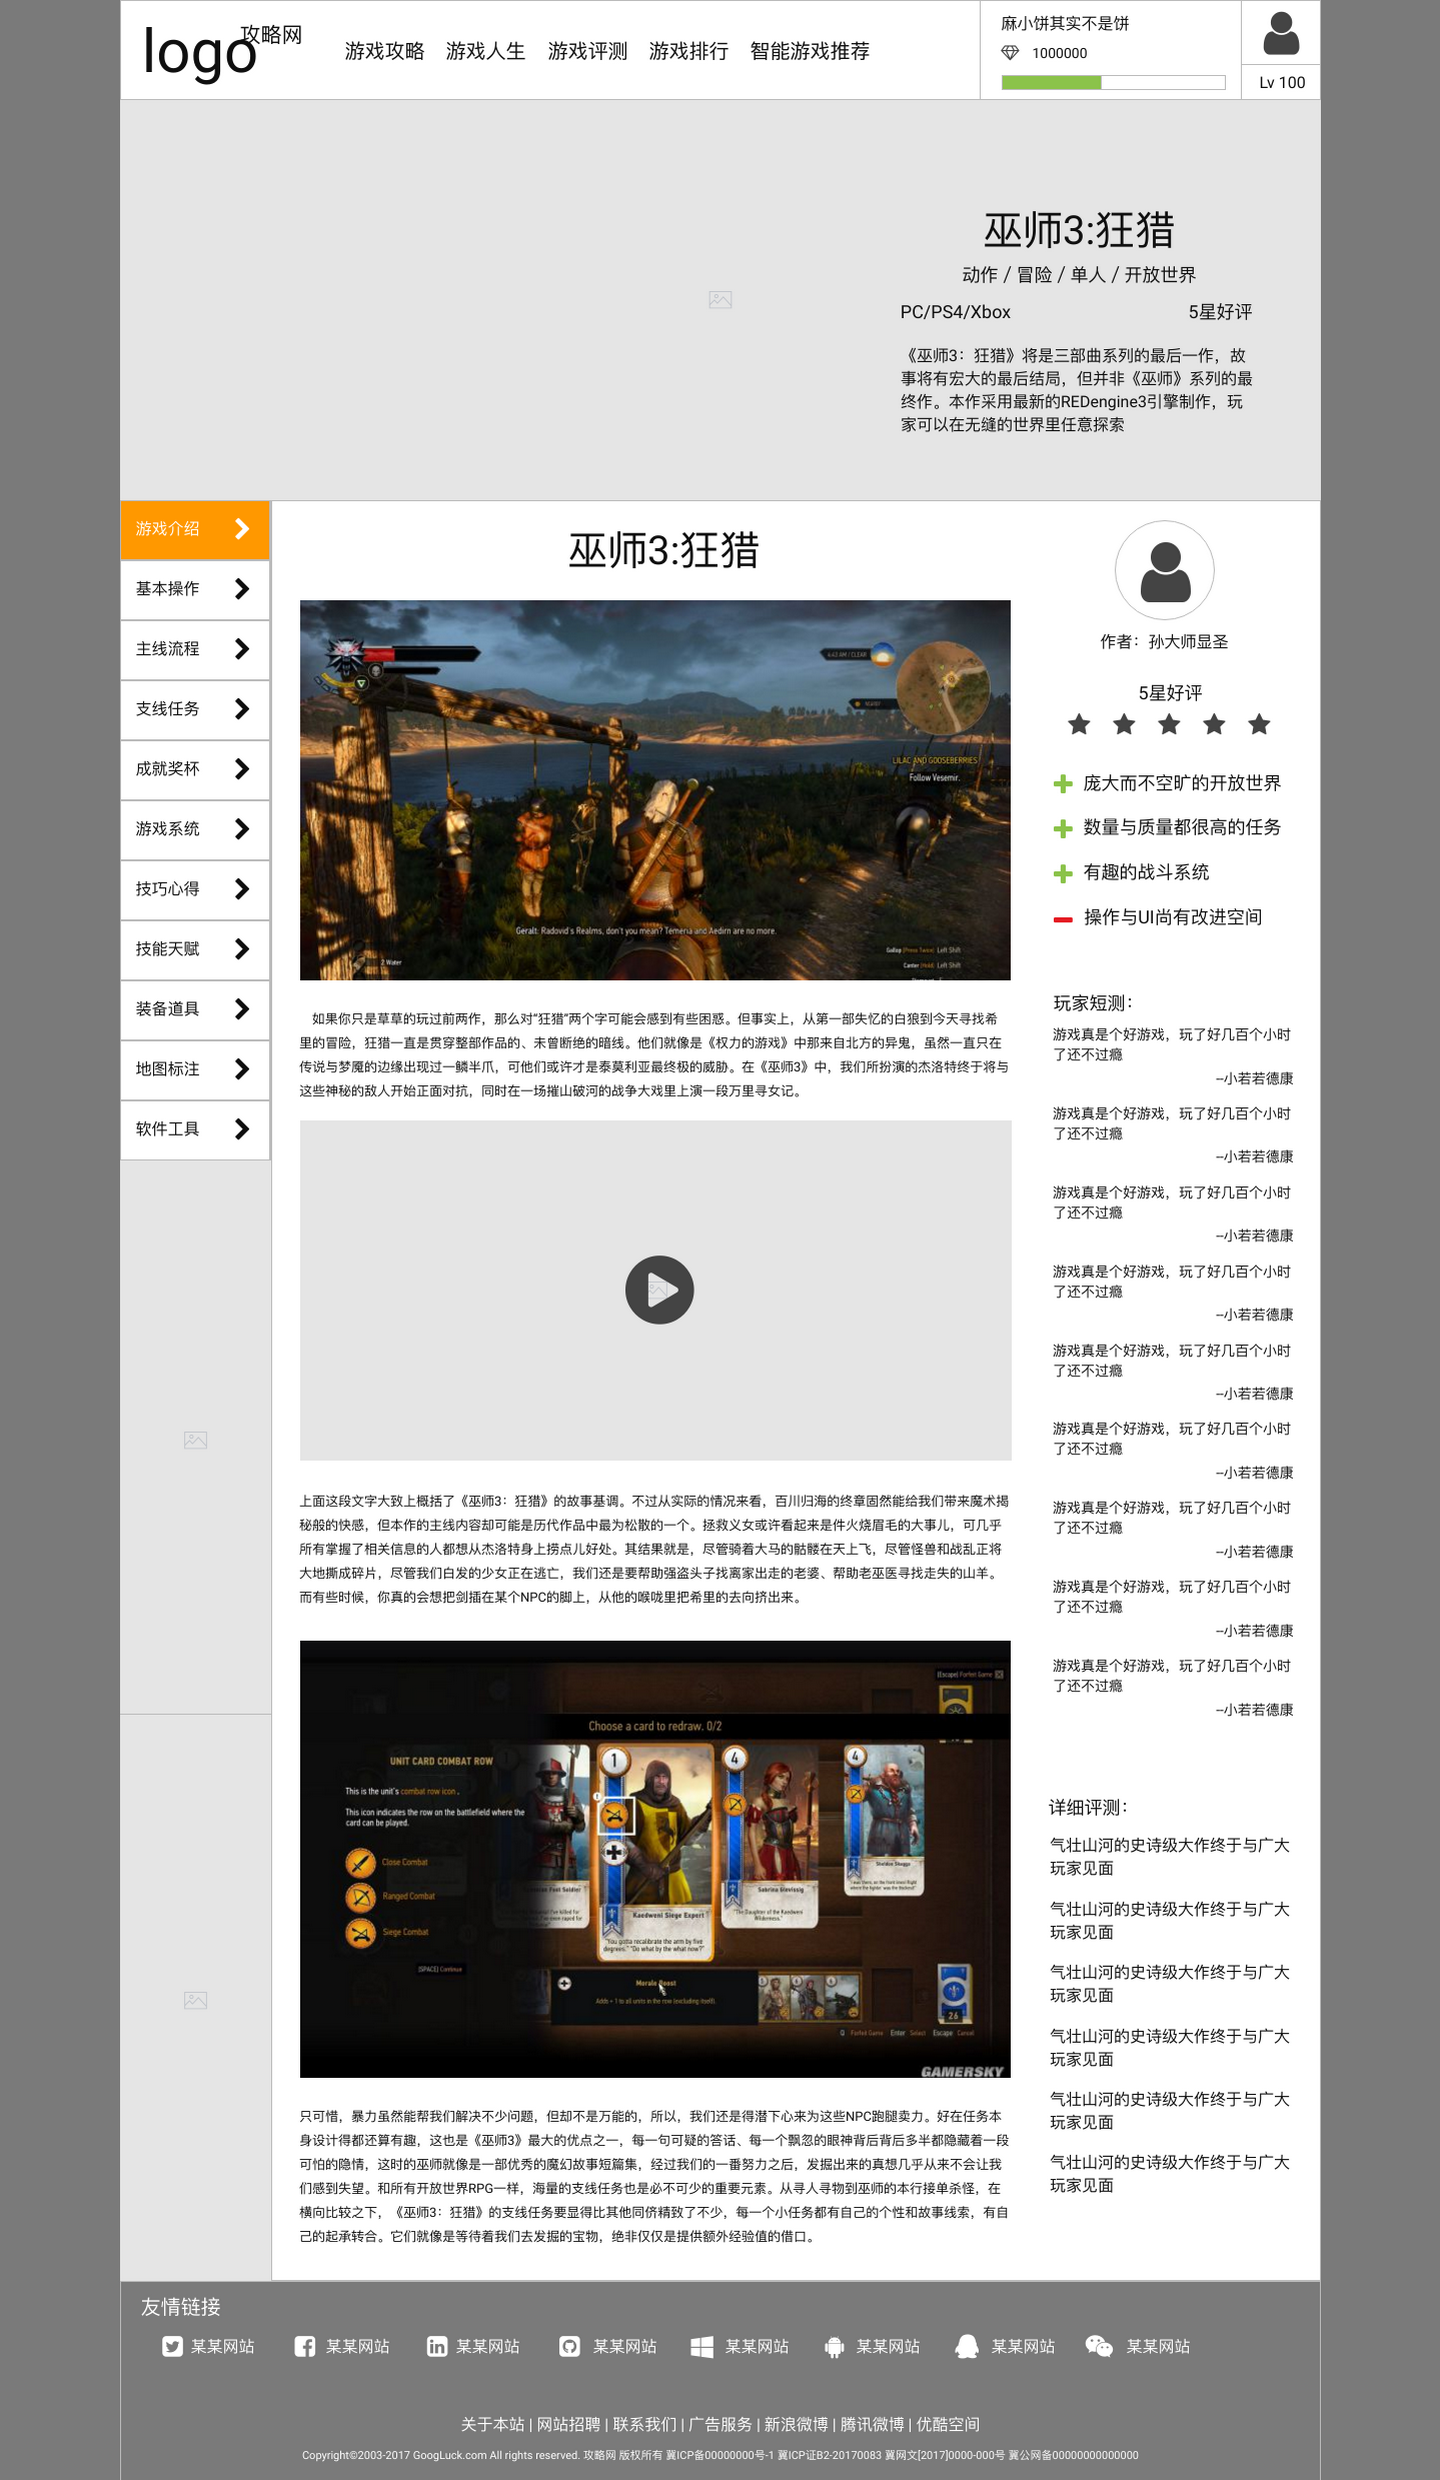 logo
攻略网
游戏攻略 游戏人生 游戏评测 游戏排行 智能游戏推荐
麻小饼其实不是饼
1000000
Lv 100
巫师3:狂猎
动作 / 冒险 / 单人 / 开放世界
PC/PS4/Xbox 5星好评
《巫师3：狂猎》将是三部曲系列的最后一作，故
事将有宏大的最后结局，但并非《巫师》系列的最
终作。本作采用最新的REDengine3引擎制作，玩
家可以在无缝的世界里任意探索
游戏介绍
基本操作
主线流程
支线任务
成就奖杯
游戏系统
技巧心得
技能天赋
装备道具
地图标注
软件工具
巫师3:狂猎
LILAC AND GOOSEBERRIES
Follow Vesemir.
Geralt: Radovid's Realms, don't you mean? Temeria and Aedirn are no more.
2 Water
Gallop [Press Twice] Left Shift
Canter [Hold] Left Shift
如果你只是草草的玩过前两作，那么对“狂猎”两个字可能会感到有些困惑。但事实上，从第一部失忆的白狼到今天寻找希
里的冒险，狂猎一直是贯穿整部作品的、未曾断绝的暗线。他们就像是《权力的游戏》中那来自北方的异鬼，虽然一直只在
传说与梦魇的边缘出现过一鳞半爪，可他们或许才是泰莫利亚最终极的威胁。在《巫师3》中，我们所扮演的杰洛特终于将与
这些神秘的敌人开始正面对抗，同时在一场摧山破河的战争大戏里上演一段万里寻女记。
上面这段文字大致上概括了《巫师3：狂猎》的故事基调。不过从实际的情况来看，百川归海的终章固然能给我们带来魔术揭
秘般的快感，但本作的主线内容却可能是历代作品中最为松散的一个。拯救义女或许看起来是件火烧眉毛的大事儿，可几乎
所有掌握了相关信息的人都想从杰洛特身上捞点儿好处。其结果就是，尽管骑着大马的骷髅在天上飞，尽管怪兽和战乱正将
大地撕成碎片，尽管我们白发的少女正在逃亡，我们还是要帮助强盗头子找离家出走的老婆、帮助老巫医寻找走失的山羊。
而有些时候，你真的会想把剑插在某个NPC的脚上，从他的喉咙里把希里的去向挤出来。
[Escape] Forfeit Game
Choose a card to redraw. 0/2
UNIT CARD COMBAT ROW
This is the unit's combat row icon .
This icon indicates the row on the battlefield where the
card can be played.
Close Combat
Ranged Combat
Siege Combat
[SPACE] Continue
1
4
4
Kaedweni Siege Expert
"You gotta recalibrate the arm by five
degrees." "Do what by the what now?"
Sabrina Glevissig
"The Daughter of the Kaedweni
Wilderness."
Sheldon Skaggs
Morale Boost
Adds + 1 to all units in the row (excluding itself).
26
Forfeit Game Enter Select Escape Cancel
GAMERSKY
只可惜，暴力虽然能帮我们解决不少问题，但却不是万能的，所以，我们还是得潜下心来为这些NPC跑腿卖力。好在任务本
身设计得都还算有趣，这也是《巫师3》最大的优点之一，每一句可疑的答话、每一个飘忽的眼神背后背后多半都隐藏着一段
可怕的隐情，这时的巫师就像是一部优秀的魔幻故事短篇集，经过我们的一番努力之后，发掘出来的真想几乎从来不会让我
们感到失望。和所有开放世界RPG一样，海量的支线任务也是必不可少的重要元素。从寻人寻物到巫师的本行接单杀怪，在
横向比较之下，《巫师3：狂猎》的支线任务要显得比其他同侪精致了不少，每一个小任务都有自己的个性和故事线索，有自
己的起承转合。它们就像是等待着我们去发掘的宝物，绝非仅仅是提供额外经验值的借口。
作者：孙大师显圣
5星好评
庞大而不空旷的开放世界
数量与质量都很高的任务
有趣的战斗系统
操作与UI尚有改进空间
玩家短测：
游戏真是个好游戏，玩了好几百个小时
了还不过瘾
--小若若德康
游戏真是个好游戏，玩了好几百个小时
了还不过瘾
--小若若德康
游戏真是个好游戏，玩了好几百个小时
了还不过瘾
--小若若德康
游戏真是个好游戏，玩了好几百个小时
了还不过瘾
--小若若德康
游戏真是个好游戏，玩了好几百个小时
了还不过瘾
--小若若德康
游戏真是个好游戏，玩了好几百个小时
了还不过瘾
--小若若德康
游戏真是个好游戏，玩了好几百个小时
了还不过瘾
--小若若德康
游戏真是个好游戏，玩了好几百个小时
了还不过瘾
--小若若德康
游戏真是个好游戏，玩了好几百个小时
了还不过瘾
--小若若德康
详细评测：
气壮山河的史诗级大作终于与广大
玩家见面
气壮山河的史诗级大作终于与广大
玩家见面
气壮山河的史诗级大作终于与广大
玩家见面
气壮山河的史诗级大作终于与广大
玩家见面
气壮山河的史诗级大作终于与广大
玩家见面
气壮山河的史诗级大作终于与广大
玩家见面
友情链接
某某网站 某某网站 某某网站 某某网站 某某网站 某某网站 某某网站 某某网站
关于本站 | 网站招聘 | 联系我们 | 广告服务 | 新浪微博 | 腾讯微博 | 优酷空间
Copyright©2003-2017 GoogLuck.com All rights reserved. 攻略网 版权所有 冀ICP备00000000号-1 冀ICP证B2-20170083 冀网文[2017]0000-000号 冀公网备00000000000000